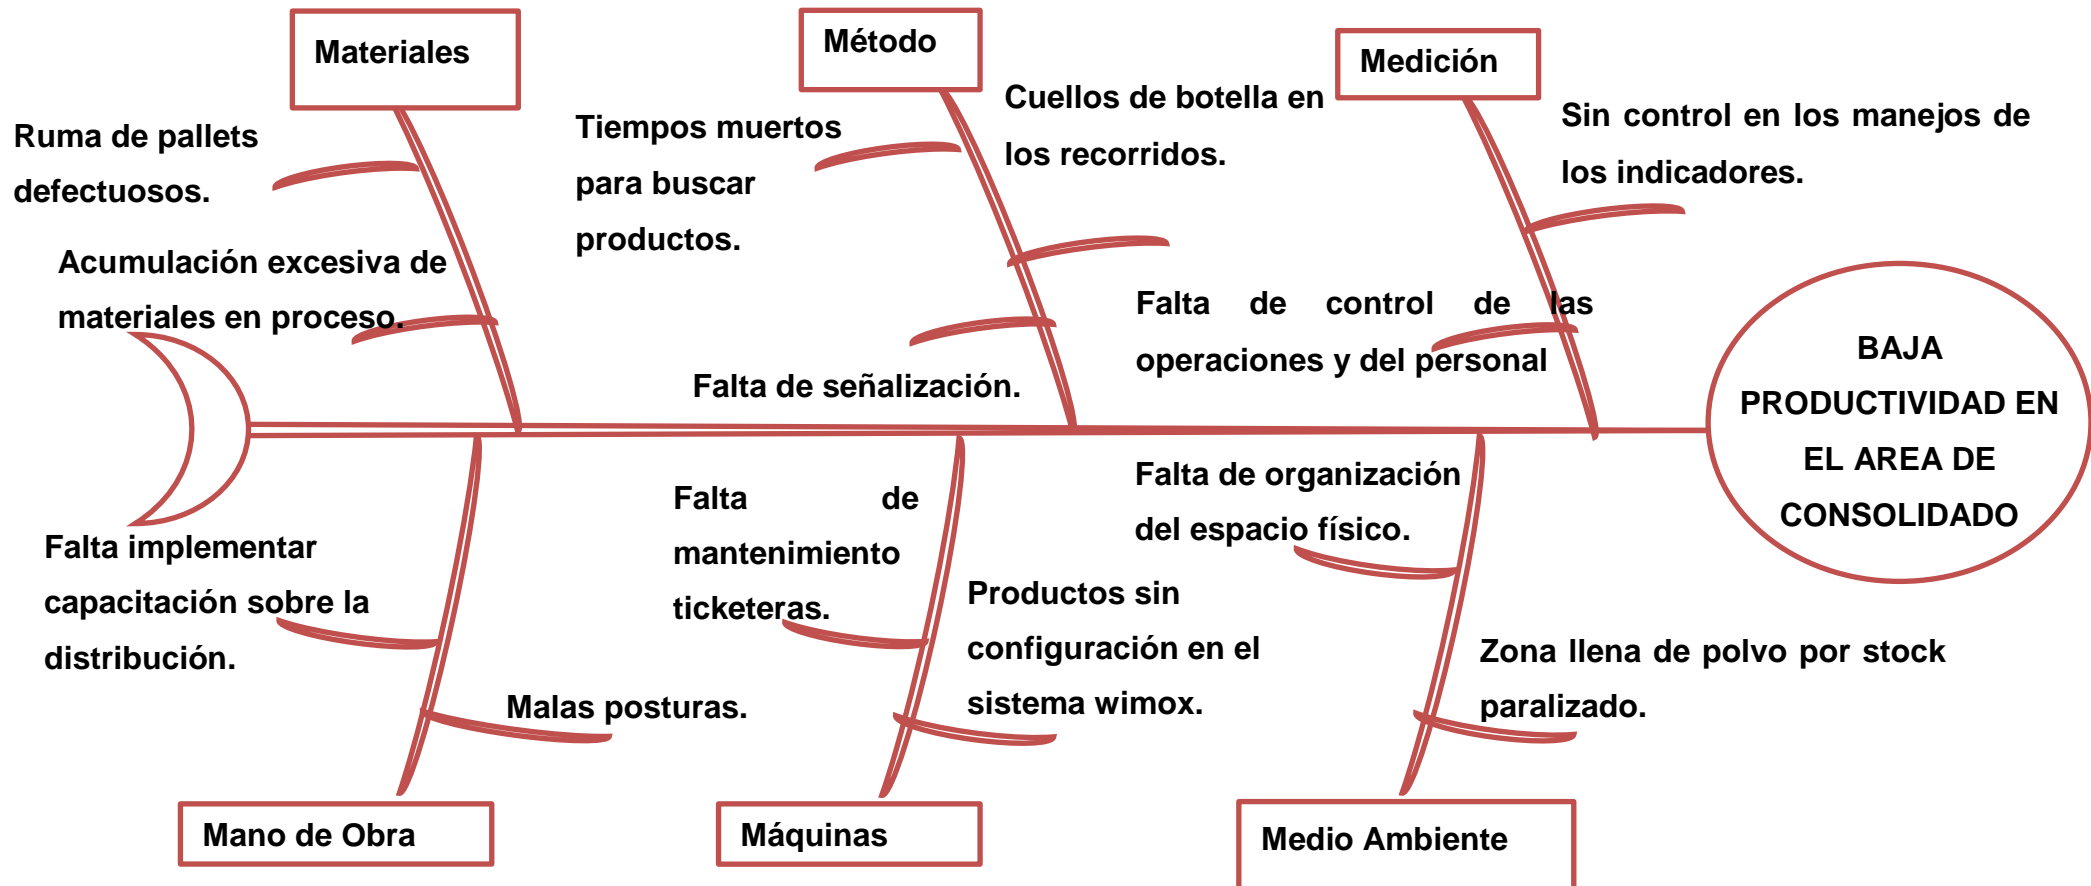 Materiales
Método
Medición
Ruma de pallets
defectuosos.
Acumulación excesiva de
materiales en proceso.
Tiempos muertos
para buscar
productos.
Cuellos de botella en
los recorridos.
Falta de señalización.
Sin control en los manejos de
los indicadores.
Falta de control de las
operaciones y del personal
BAJA
PRODUCTIVIDAD EN
EL AREA DE
CONSOLIDADO
Falta implementar
capacitación sobre la
distribución.
Malas posturas.
Falta de
mantenimiento
ticketeras.
Productos sin
configuración en el
sistema wimox.
Falta de organización
del espacio físico.
Zona llena de polvo por stock
paralizado.
Mano de Obra
Máquinas
Medio Ambiente